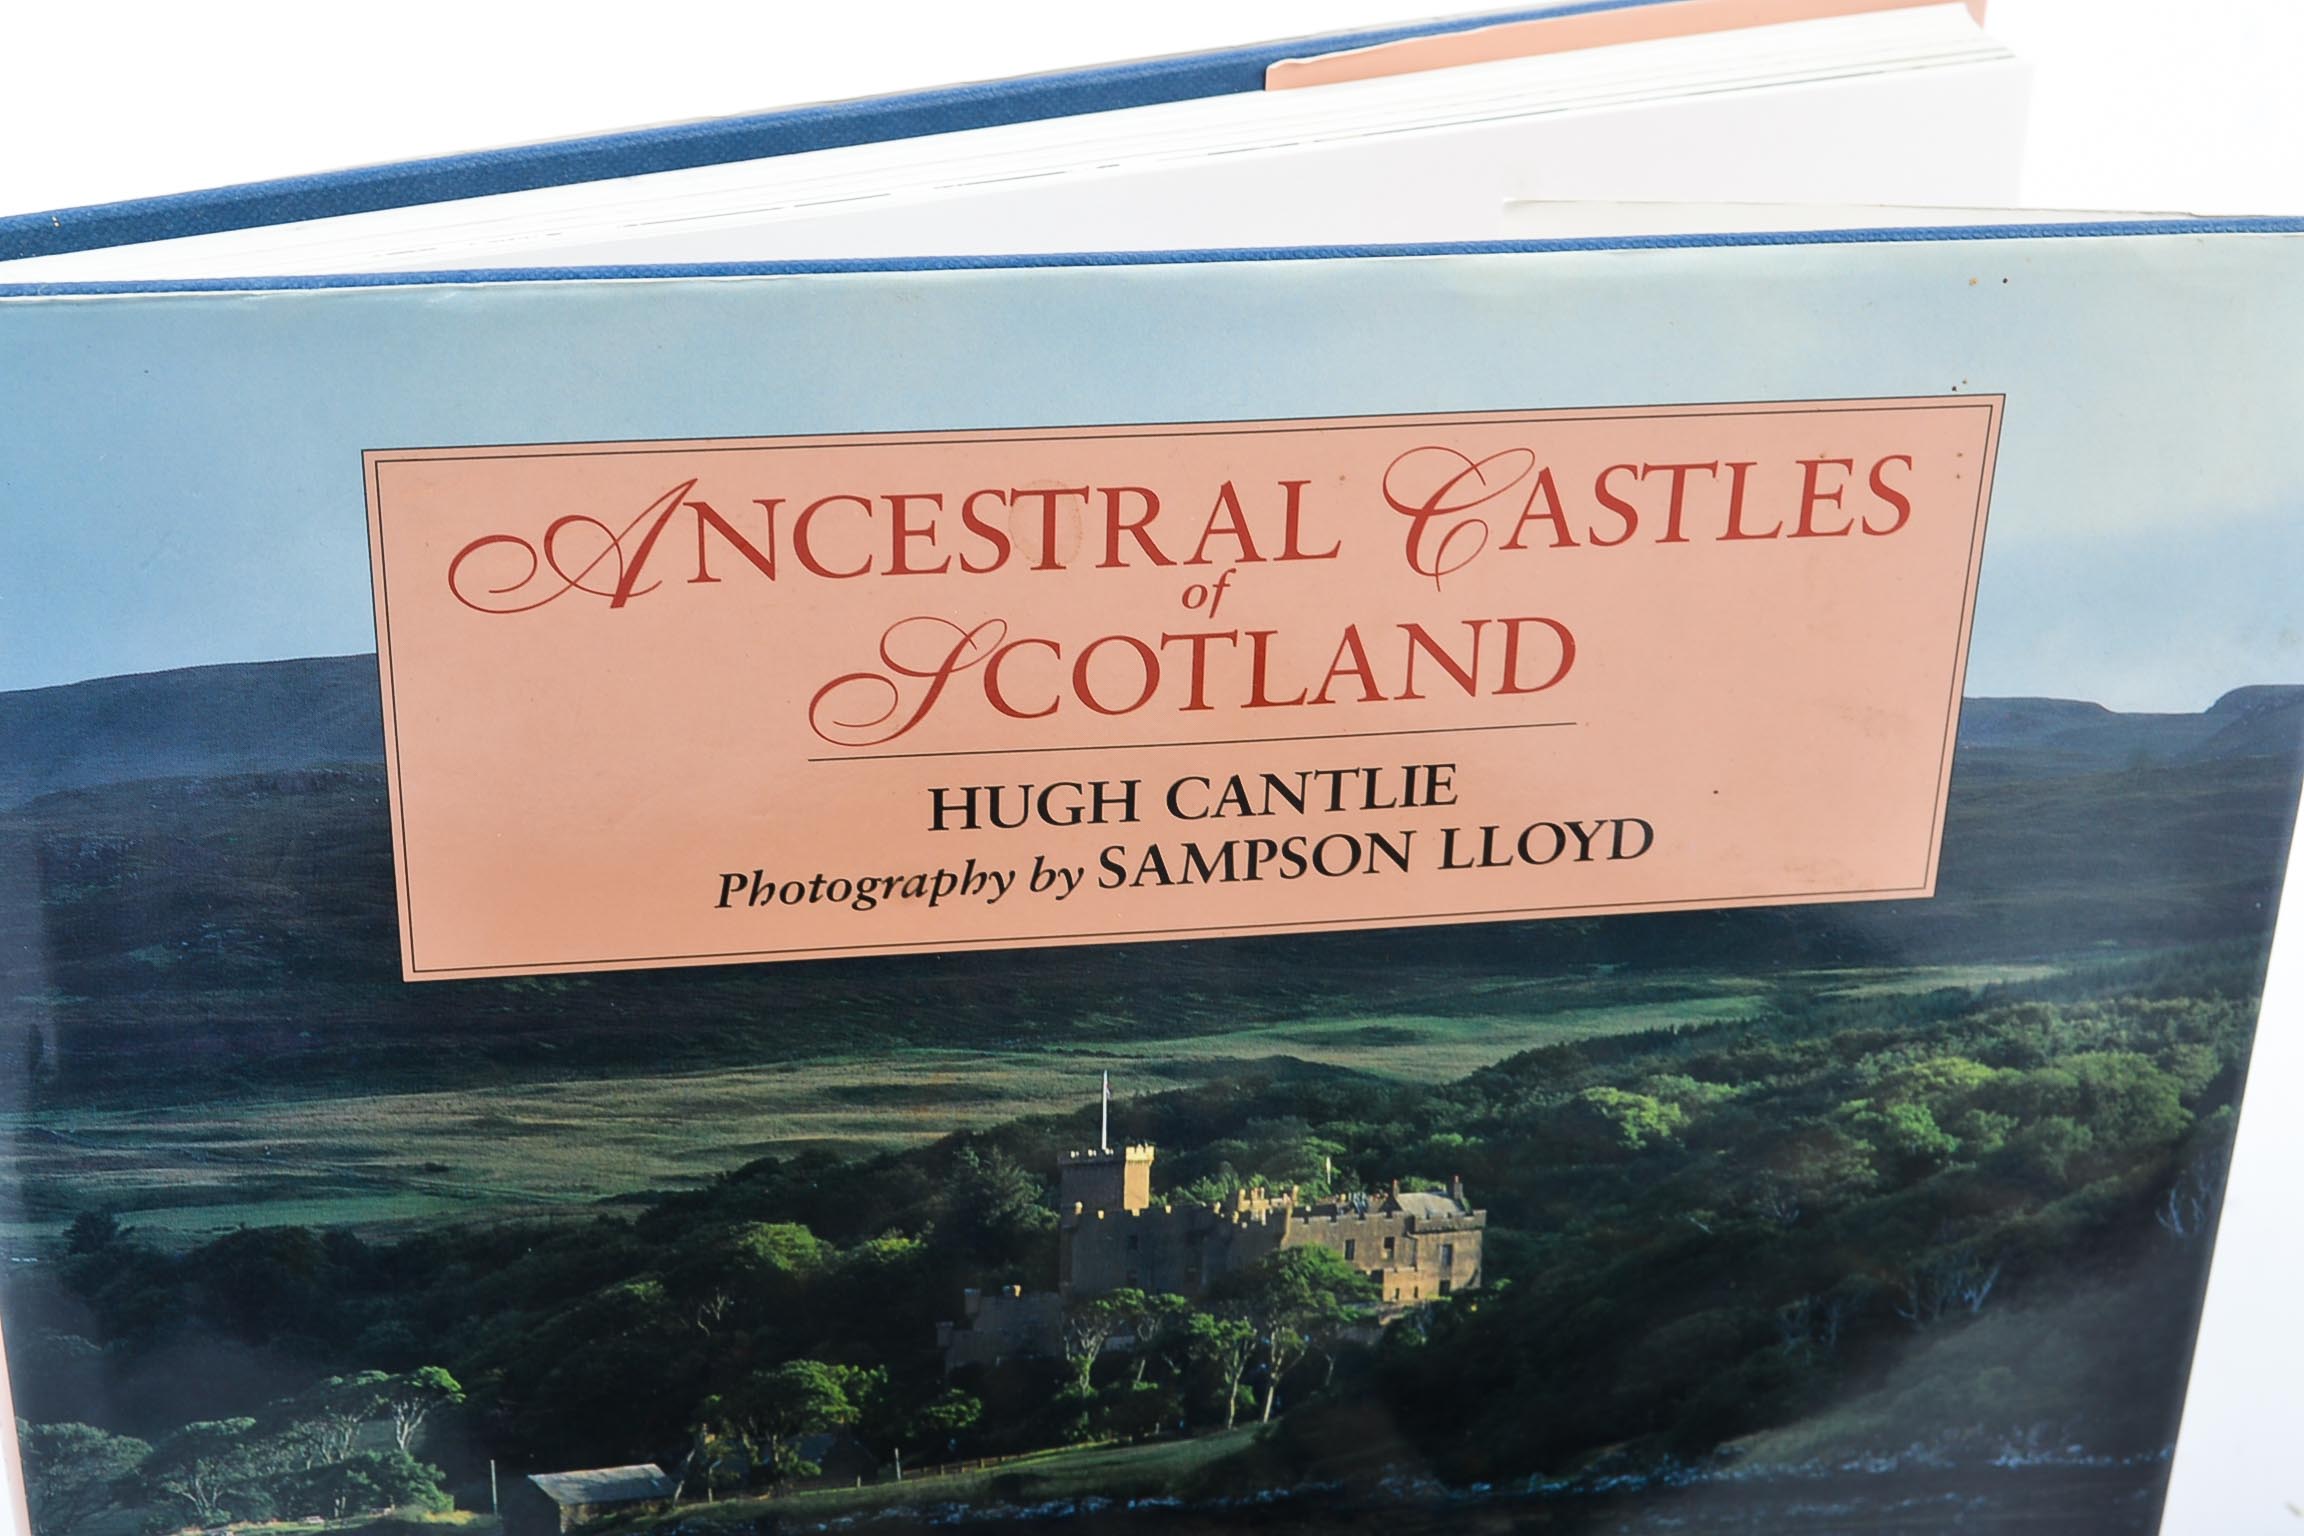 ANCESTRAL CASTLES
of
SCOTLAND
HUGH CANTLIE
Photography by SAMPSON LLOYD